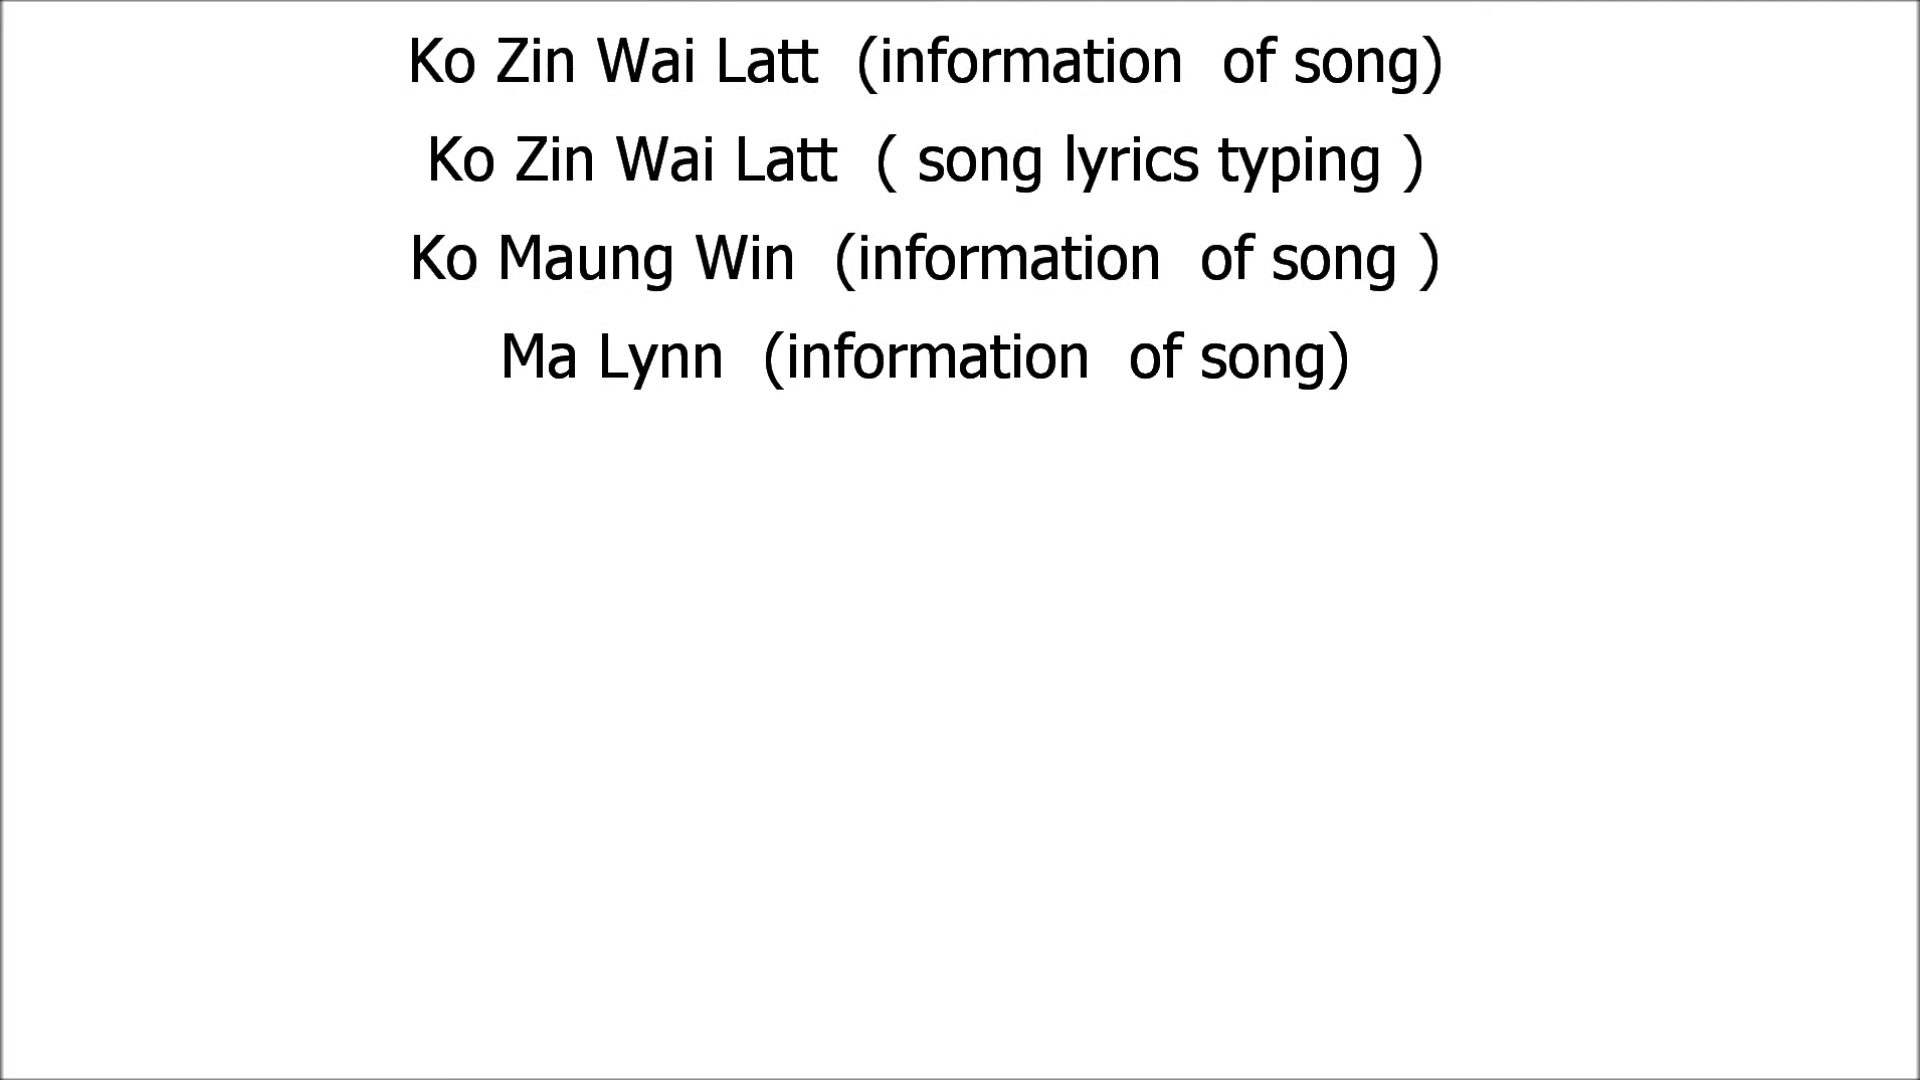 Ko Zin Wai Latt  (information  of song)
Ko Zin Wai Latt  ( song lyrics typing )
Ko Maung Win  (information  of song )
Ma Lynn  (information  of song)